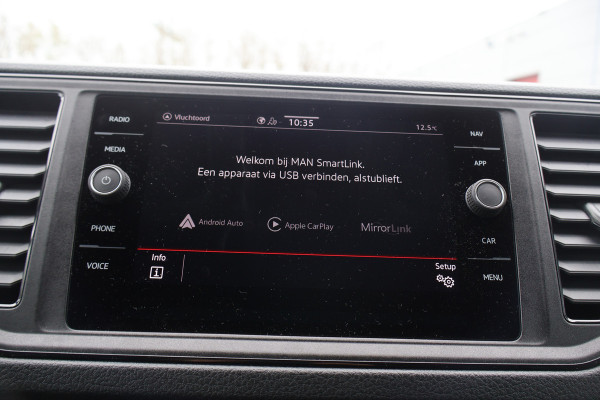 RADIO
MEDIA
PHONE
VOICE
Vluchtoord
10:35
12.5°C
Welkom bij MAN SmartLink.
Een apparaat via USB verbinden, alstublieft.
Android Auto
Apple CarPlay
MirrorLink
Info
i
Setup
NAV
APP
CAR
MENU